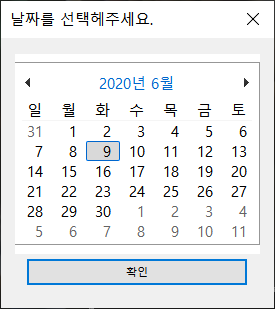 날짜를 선택헤주세요.
2020년 6월
일 월 화 수 목 금 토
31 1 2 3 4 5 6
7 8 9 10 11 12 13
14 15 16 17 18 19 20
21 22 23 24 25 26 27
28 29 30 1 2 3 4
5 6 7 8 9 10 11
확인